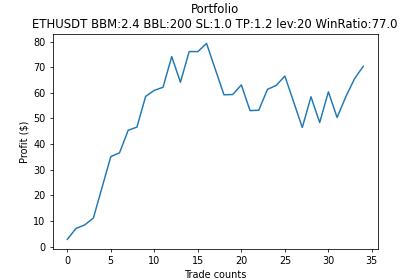 Portfolio
ETHUSDT BBM:2.4 BBL:200 SL:1.0 TP:1.2 lev:20 WinRatio:77.0
80
70
60
50
40
30
20
10
0
Profit ($)
0 5 10 15 20 25 30 35
Trade counts